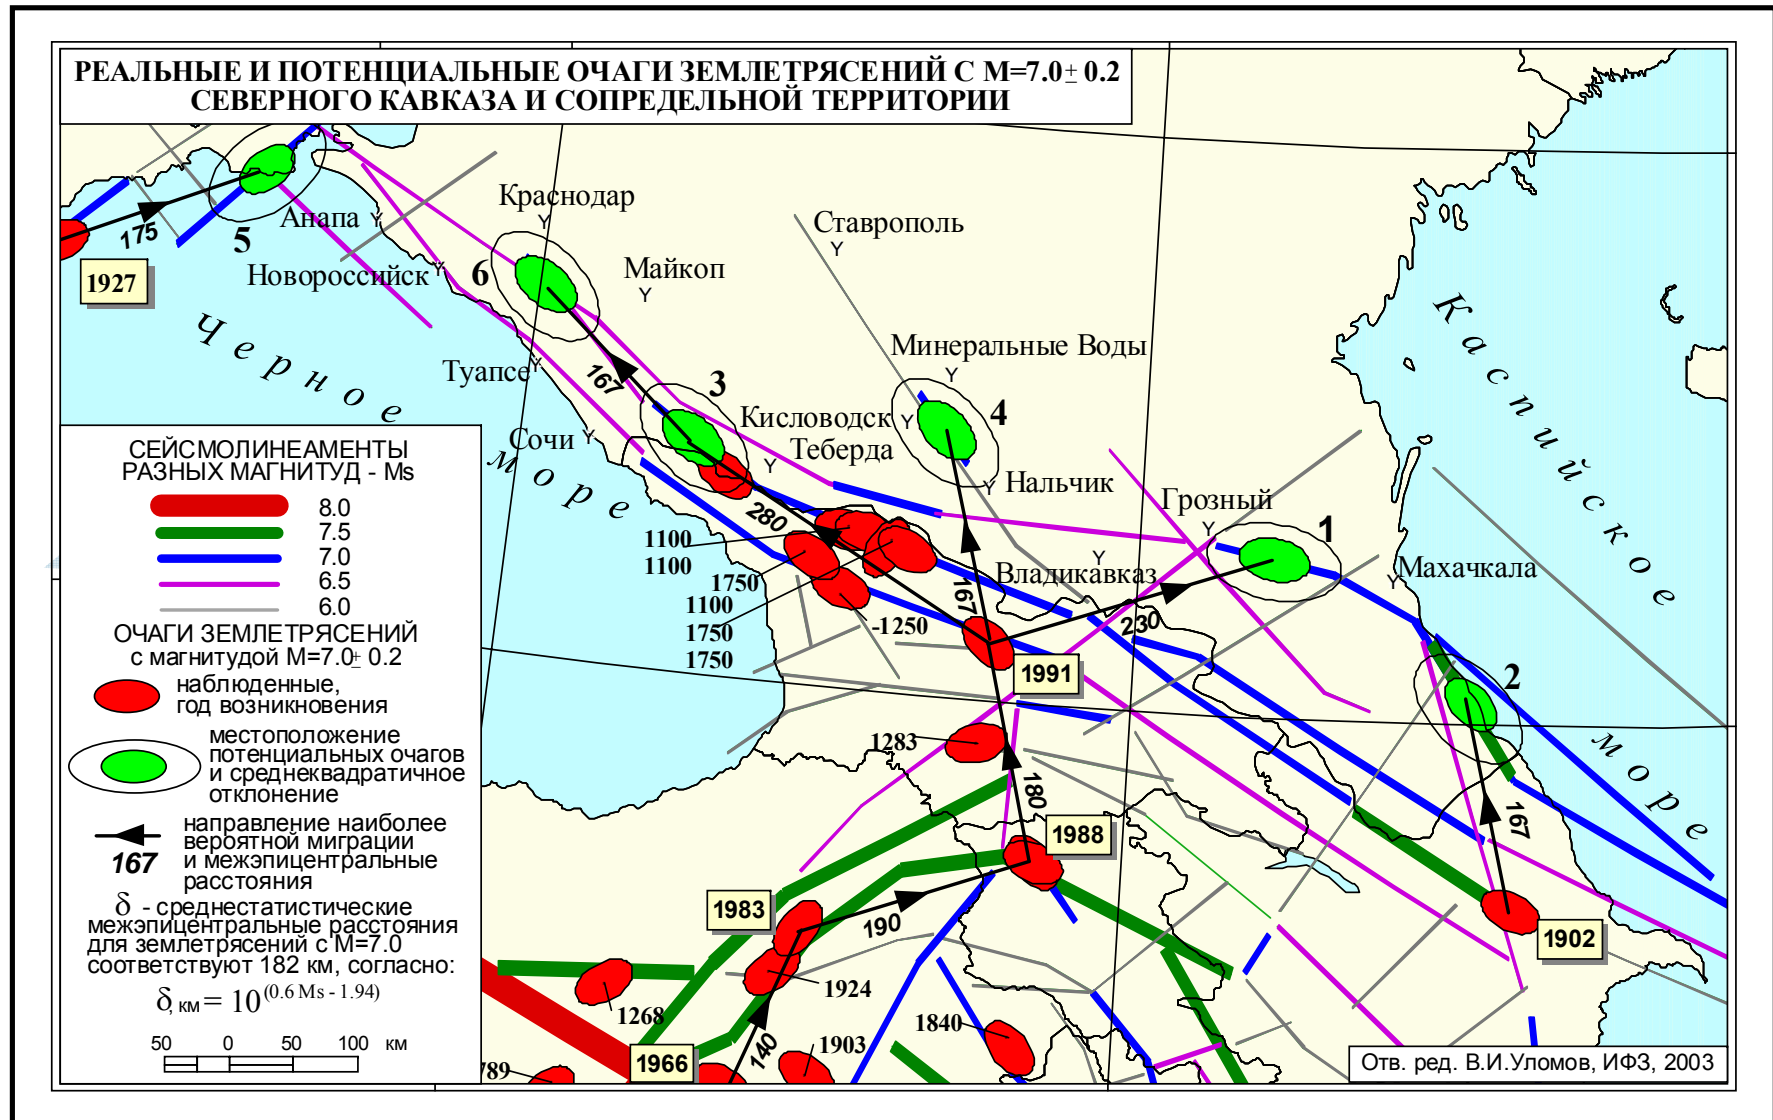 РЕАЛЬНЫЕ И ПОТЕНЦИАЛЬНЫЕ ОЧАГИ ЗЕМЛЕТРЯСЕНИЙ С М=7.0± 0.2
СЕВЕРНОГО КАВКАЗА И СОПРЕДЕЛЬНОЙ ТЕРРИТОРИИ
175
5
Анапа
1927
Новороссийск
Краснодар
6
Майкоп
Ставрополь
Черное
море
Туапсе
167
3
Сочи
Кисловодск
Теберда
Минеральные Воды
4
Нальчик
Грозный
1
Каспийское
море
Махачкала
Владикавказ
280
1100
1100
1750
1100
1750
1750
-1250
167
230
1991
2
1283
180
167
1988
1983
190
1902
1924
1268
1840
1903
1966
140
789
СЕЙСМОЛИНЕАМЕНТЫ
РАЗНЫХ МАГНИТУД - Ms
8.0
7.5
7.0
6.5
6.0
ОЧАГИ ЗЕМЛЕТРЯСЕНИЙ
с магнитудой М=7.0± 0.2
наблюденные,
год возникновения
местоположение
потенциальных очагов
и среднеквадратичное
отклонение
направление наиболее
вероятной миграции
и межэпицентральные
расстояния
167
δ - среднестатистические
межэпицентральные расстояния
для землетрясений с М=7.0
соответствуют 182 км, согласно:
δ, км = 10^(0.6 Ms - 1.94)
50 0 50 100 км
Отв. ред. В.И.Уломов, ИФЗ, 2003